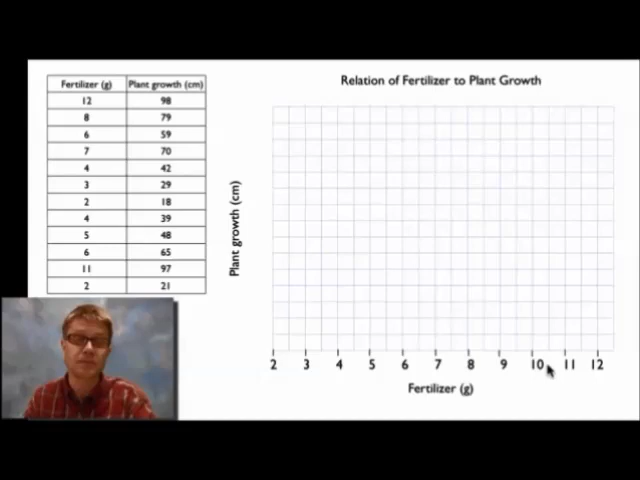 Relation of Fertilizer to Plant Growth
Fertilizer (g) Plant growth (cm)
12 98
8 79
6 59
7 70
4 42
3 29
2 18
4 39
5 48
6 65
11 97
2 21
Plant growth (cm)
2 3 4 5 6 7 8 9 10 11 12
Fertilizer (g)